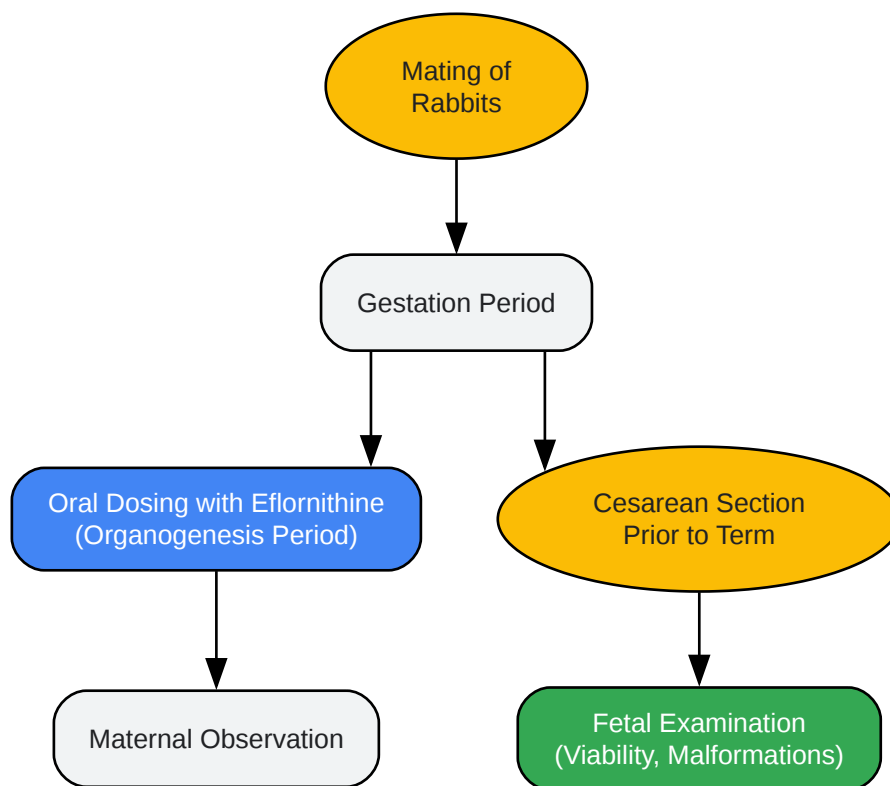 Mating of
Rabbits
Gestation Period
Oral Dosing with Eflornithine
(Organogenesis Period)
Cesarean Section
Prior to Term
Maternal Observation
Fetal Examination
(Viability, Malformations)